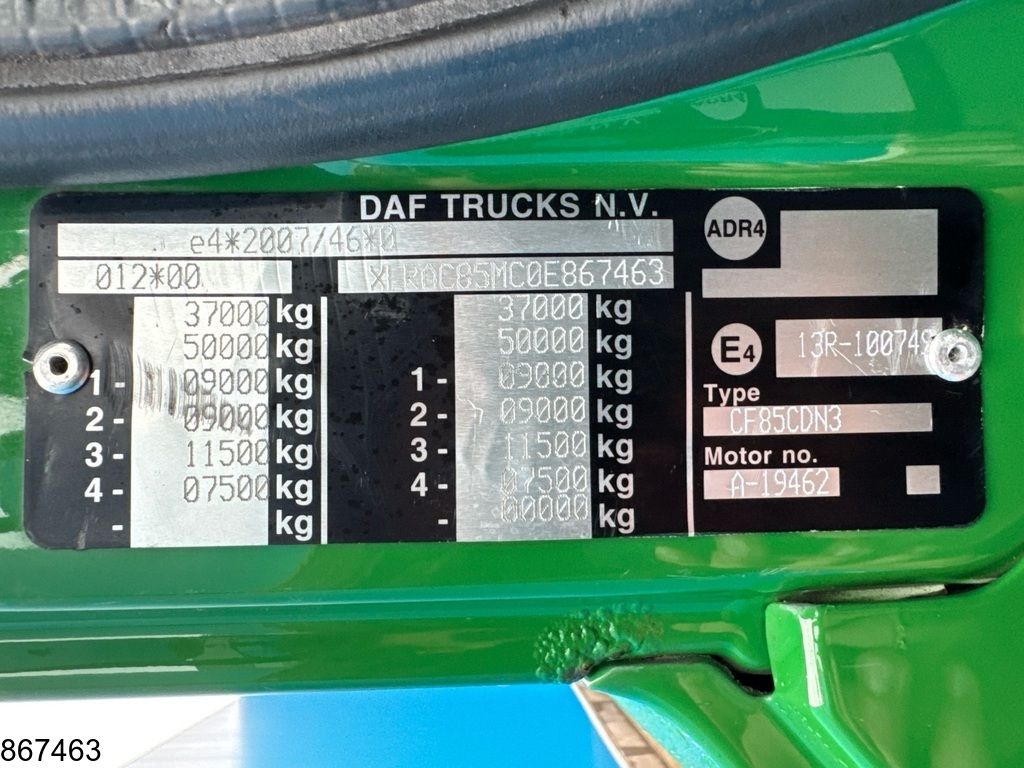 DAF TRUCKS N.V.
e4*2007/46*0
012*00 XLRAC85MC0E867463
37000 kg 37000 kg
50000 kg 50000 kg
1- 09000 kg 1- 09000 kg
2- 09000 kg 2- 09000 kg
3- 11500 kg 3- 11500 kg
4- 07500 kg 4- 07500 kg
- kg - 00000 kg
ADR4
E4 13R-100749
Type
CF85CDN3
Motor no.
A-19462
867463